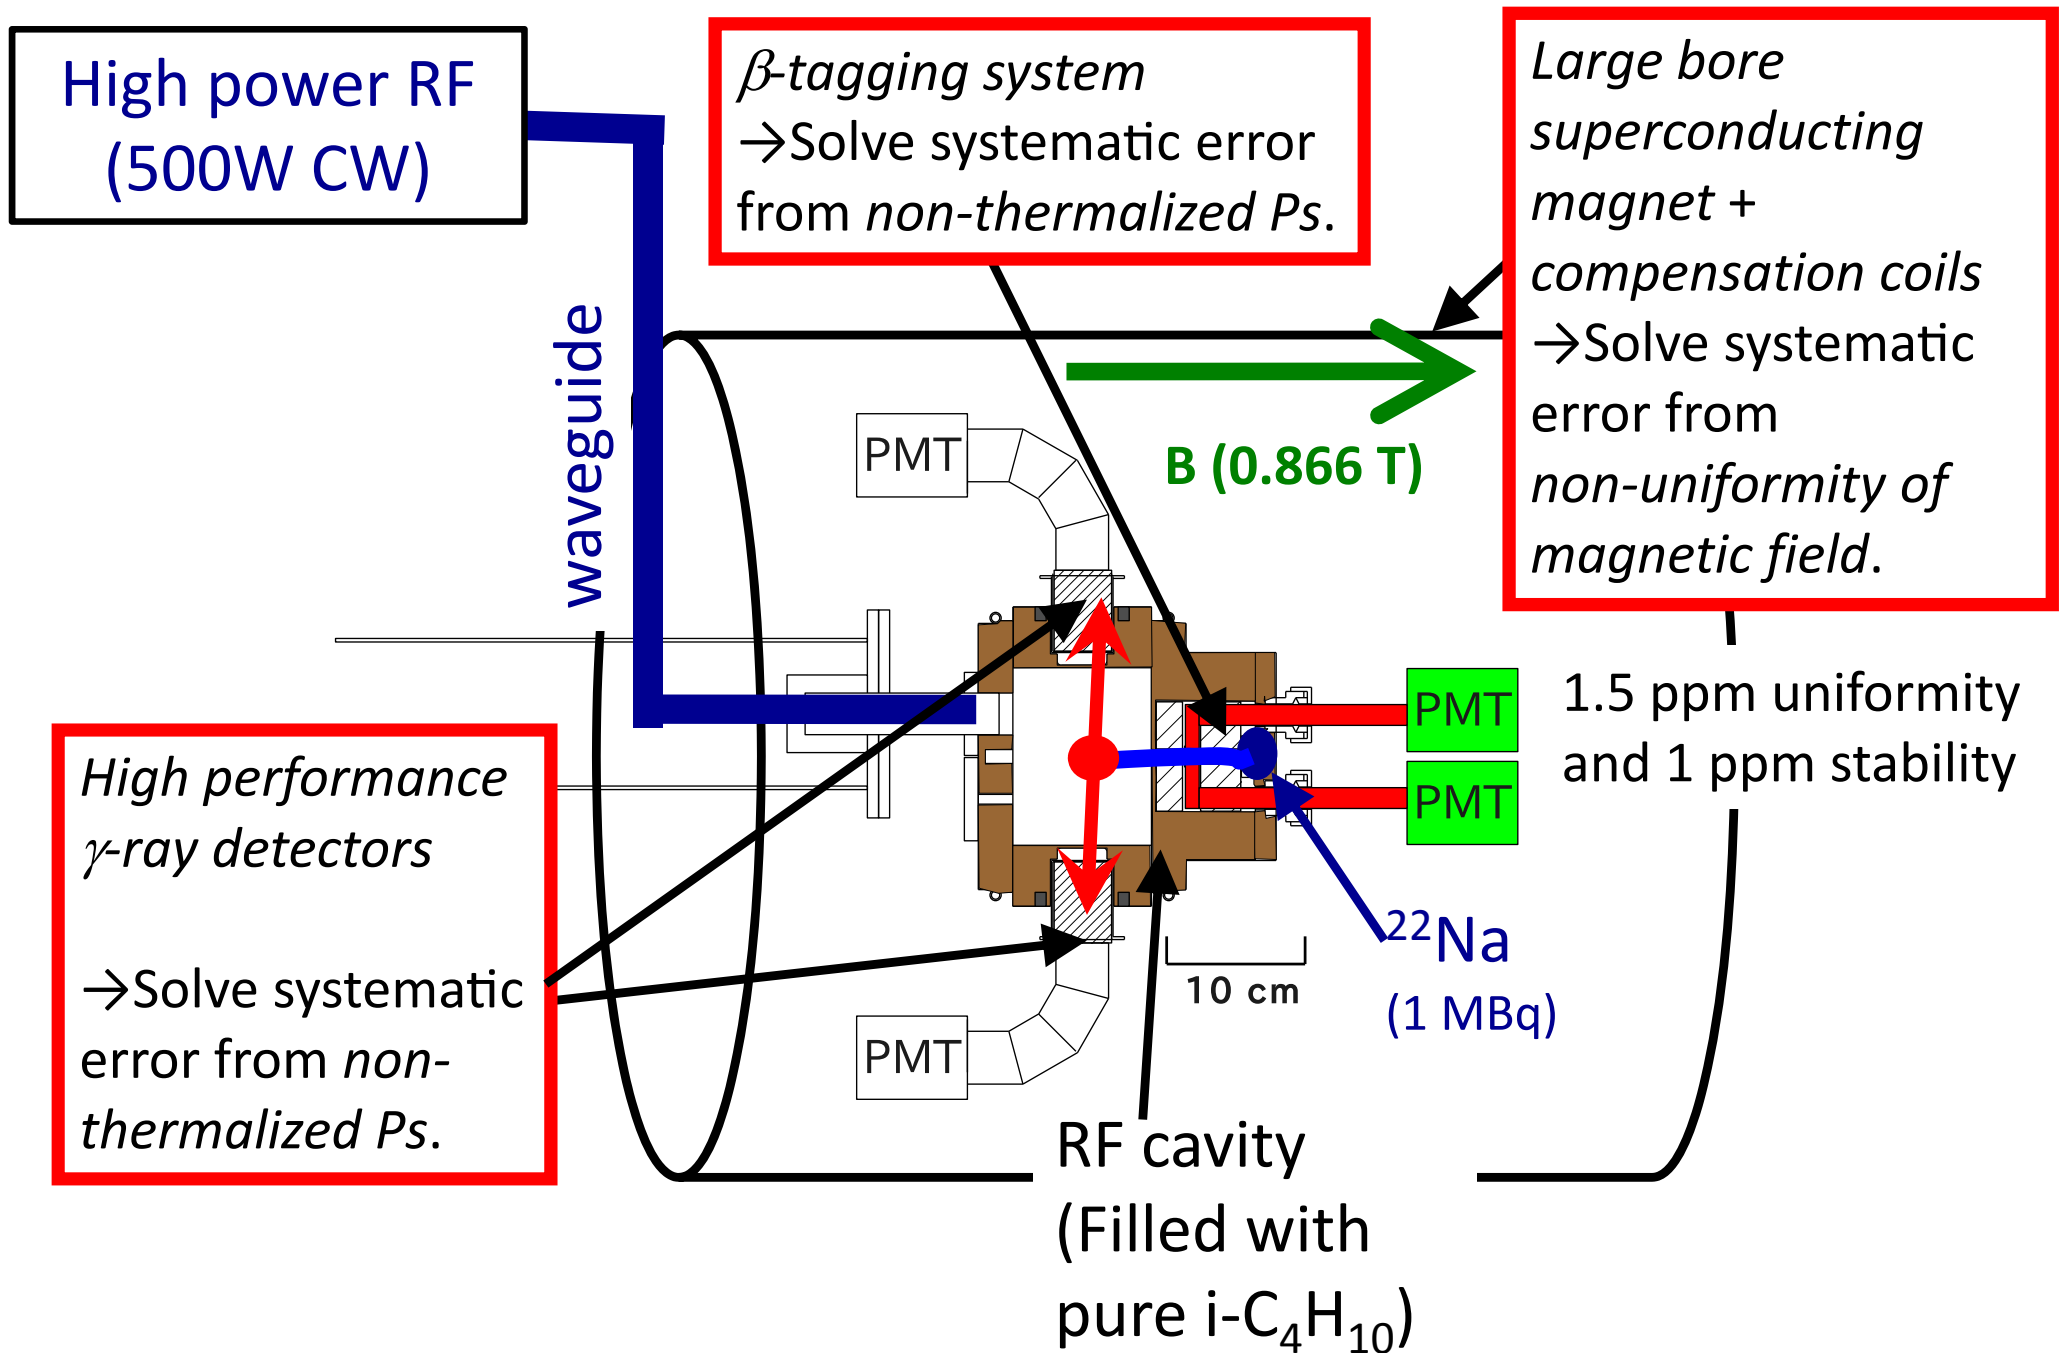 High power RF
(500W CW)
β-tagging system
→Solve systematic error
from non-thermalized Ps.
Large bore
superconducting
magnet +
compensation coils
→Solve systematic
error from
non-uniformity of
magnetic field.
waveguide
PMT
B (0.866 T)
PMT
PMT
1.5 ppm uniformity
and 1 ppm stability
High performance
γ-ray detectors
→Solve systematic
error from non-
thermalized Ps.
²²Na
(1 MBq)
10 cm
PMT
RF cavity
(Filled with
pure i-C₄H₁₀)